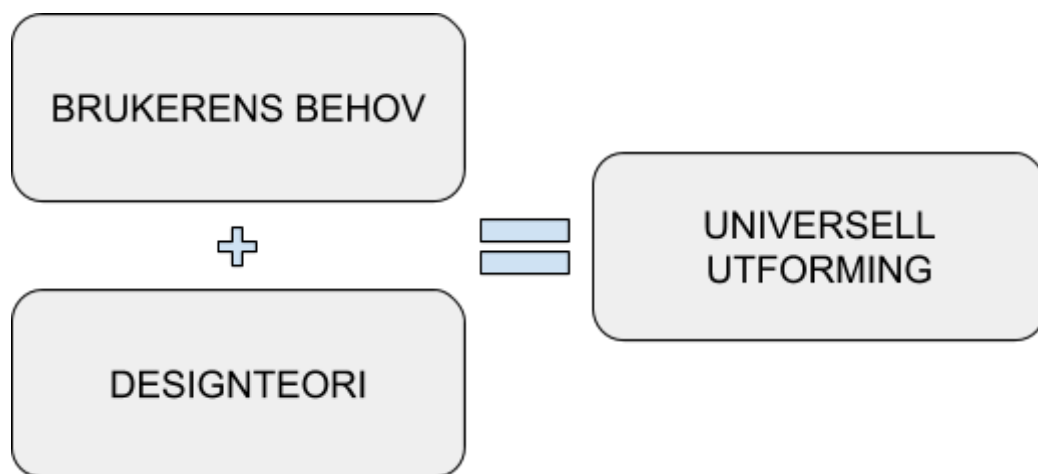 BRUKERENS BEHOV
DESIGNTEORI
UNIVERSELL
UTFORMING